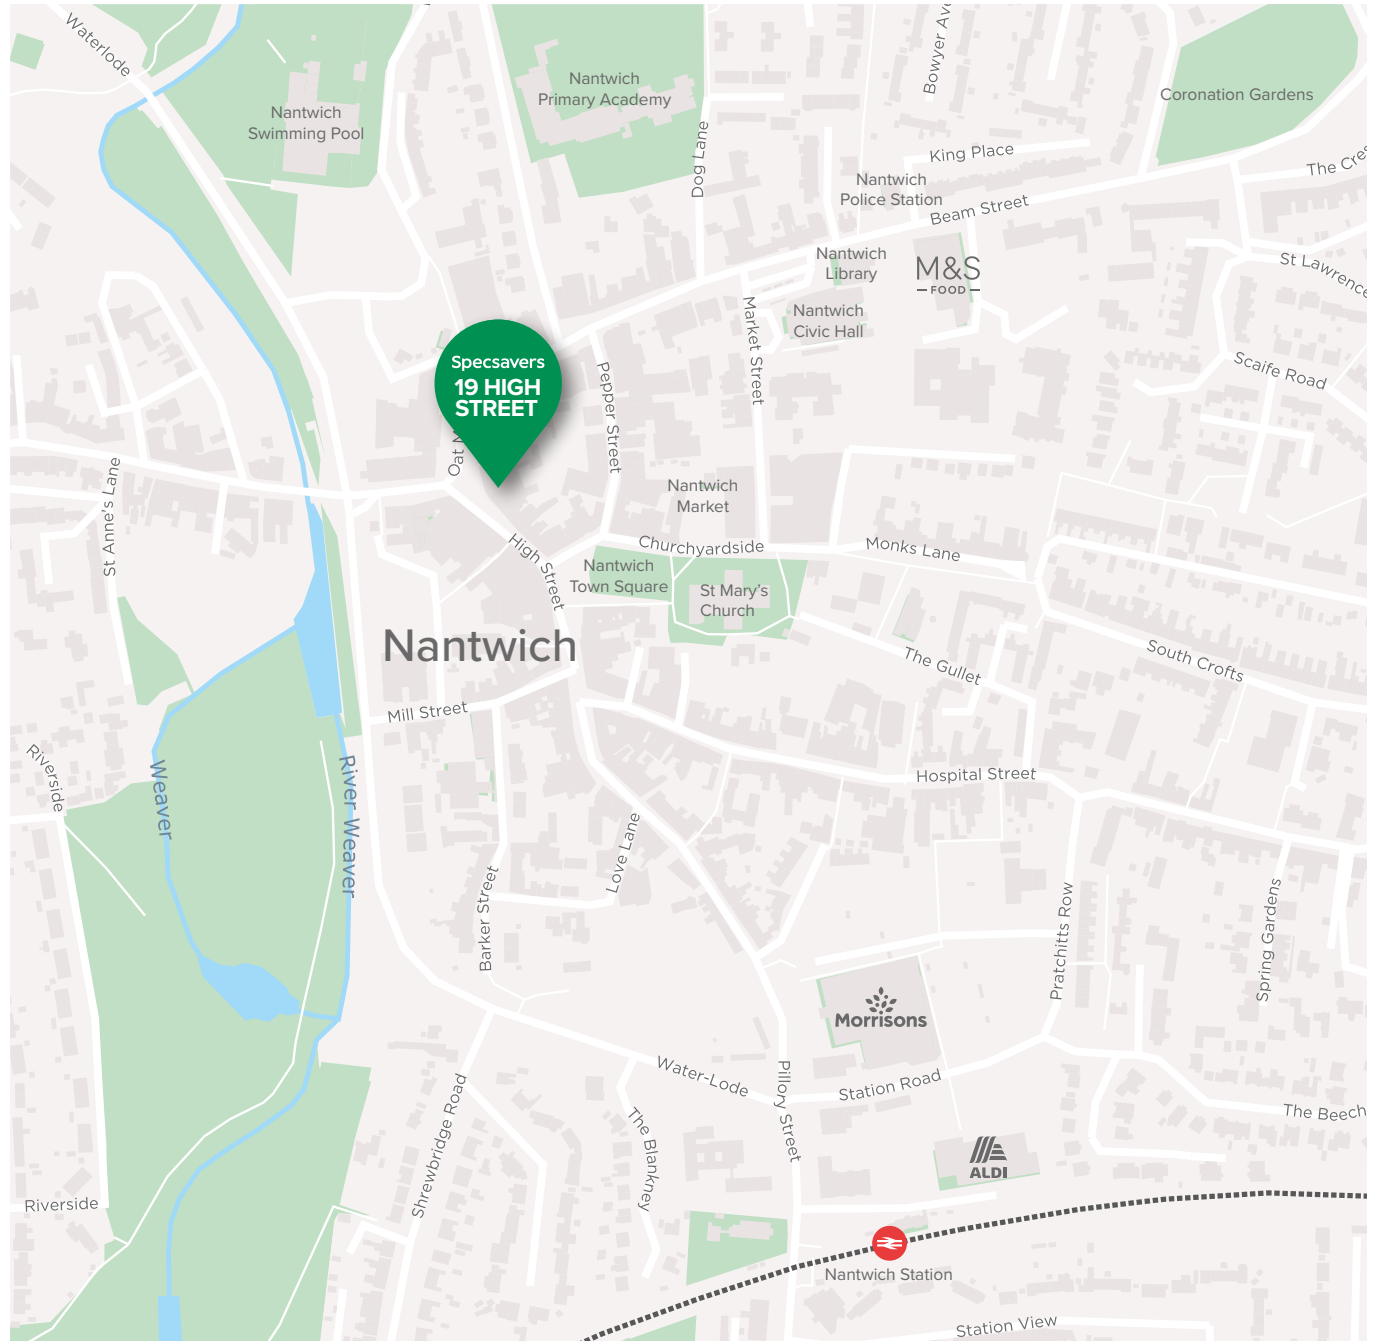 Waterlode
Nantwich
Swimming Pool
Nantwich
Primary Academy
Dog Lane
Bowyer
Coronation Gardens
King Place
Nantwich
Police Station
Beam Street
The
Nantwich
Library
M&S
FOOD
St Lawrence
Nantwich
Civic Hall
Market Street
Pepper Street
Scaife Road
Specsavers
19 HIGH
STREET
Oat
St Anne's Lane
Nantwich
Market
High Street
Churchyardside
Monks Lane
Nantwich
Town Square
St Mary's
Church
Nantwich
The Gullet
South Crofts
Mill Street
Riverside
Weaver
River Weaver
Hospital Street
Love Lane
Barker Street
Pratchitts Row
Spring Gardens
Morrisons
Water-Lode
Pillory Street
Station Road
Shrewbridge Road
The Blankney
The Beech
ALDI
Riverside
Nantwich Station
Station View